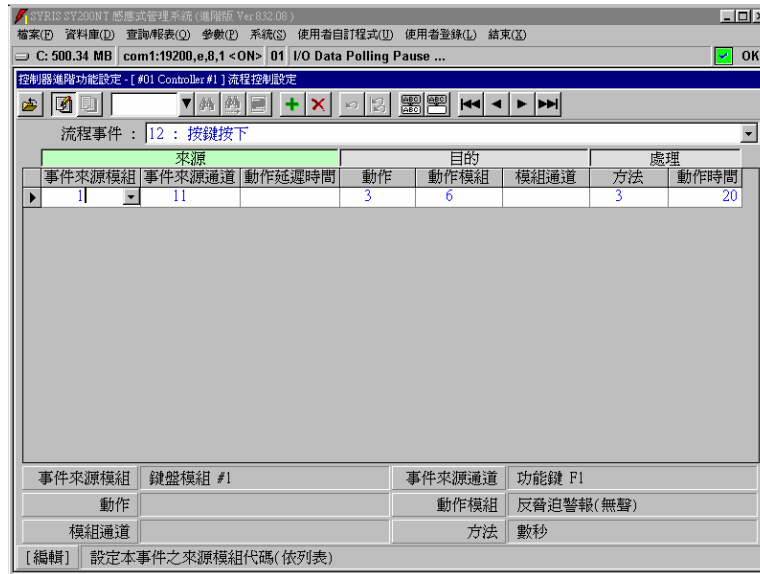 SYRIS SY200NT 感應式管理系統 (進階版 Ver 832.08 )
檔案(F) 資料庫(D) 查詢/報表(Q) 參數(P) 系統(S) 使用者自訂程式(U) 使用者登錄(L) 結束(X)
C: 500.34 MB com1:19200,e,8,1 <ON> 01 I/O Data Polling Pause ... OK
控制器進階功能設定 - [ #01 Controller #1 ] 流程控制設定
流程事件 : 12 : 按鍵按下
來源 目的 處理
事件來源模組 事件來源通道 動作延遲時間 動作 動作模組 模組通道 方法 動作時間
1 11 3 6 3 20
事件來源模組 鍵盤模組 #1 事件來源通道 功能鍵 F1
動作 動作模組 反脅迫警報(無聲)
模組通道 方法 數秒
[編輯] 設定本事件之來源模組代碼(依列表)